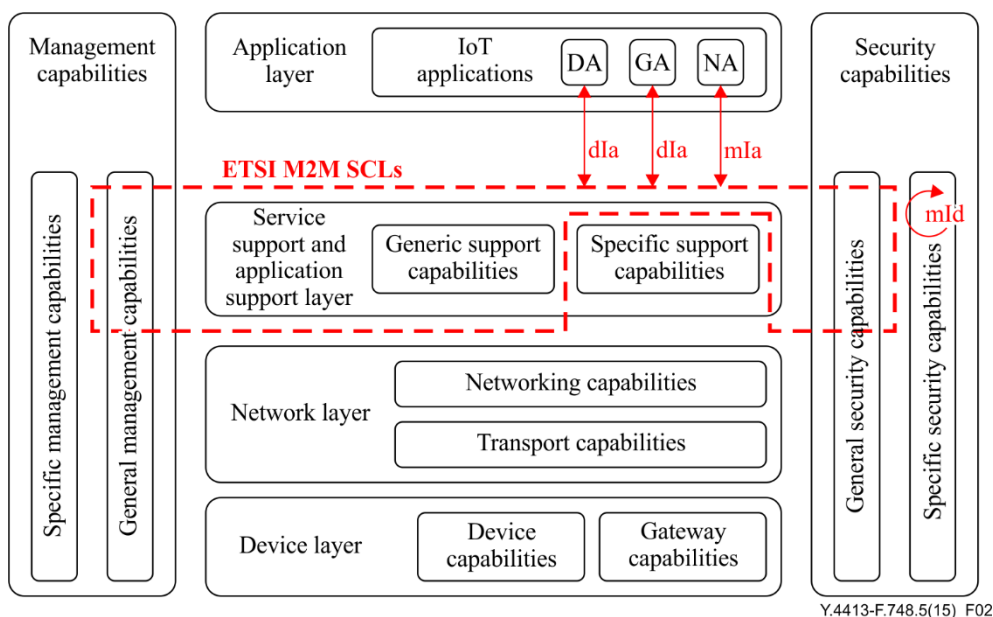 Management
capabilities
Specific management capabilities
General management capabilities
Application
layer
IoT
applications
DA
GA
NA
dIa
dIa
mIa
ETSI M2M SCLs
Service
support and
application
support layer
Generic support
capabilities
Specific support
capabilities
Network layer
Networking capabilities
Transport capabilities
Device layer
Device
capabilities
Gateway
capabilities
Security
capabilities
General security capabilities
Specific security capabilities
mId
Y.4413-F.748.5(15)_F02